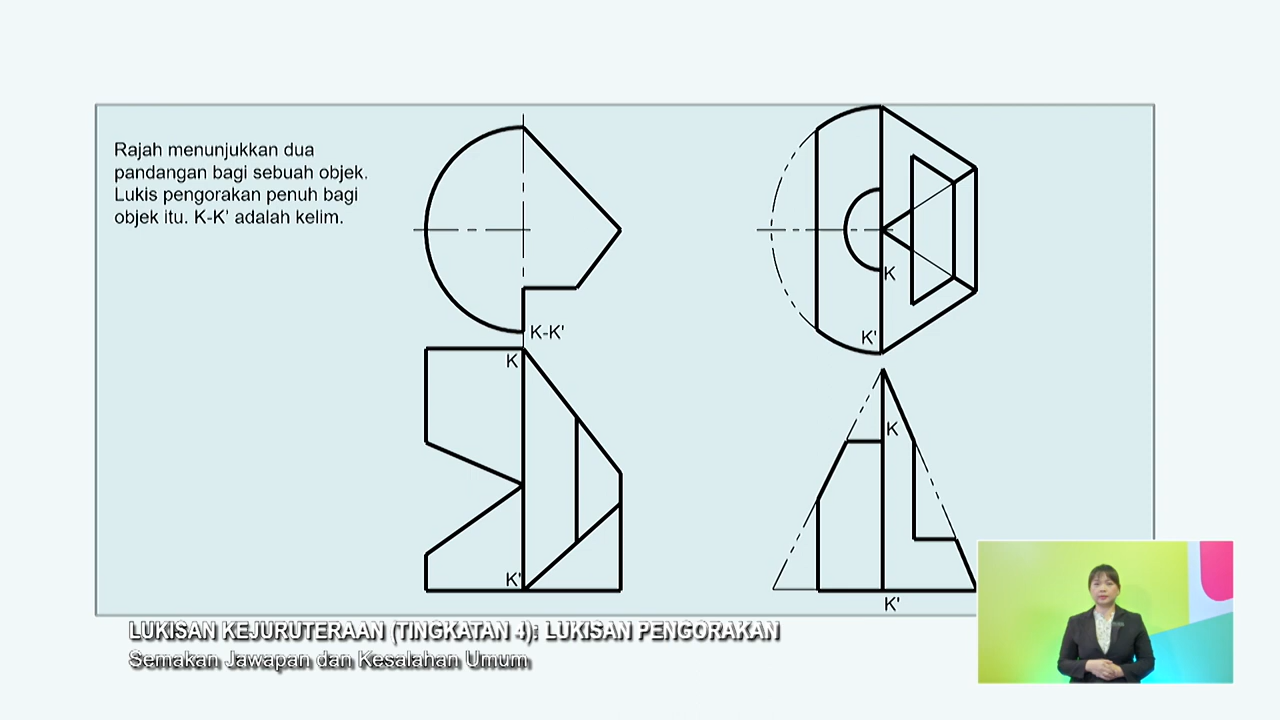 Rajah menunjukkan dua
pandangan bagi sebuah objek.
Lukis pengorakan penuh bagi
objek itu. K-K' adalah kelim.
K-K'
K
K'
K
K'
K
K'
LUKISAN KEJURUTERAAN (TINGKATAN 4): LUKISAN PENGORAKAN
Semakan Jawapan dan Kesalahan Umum